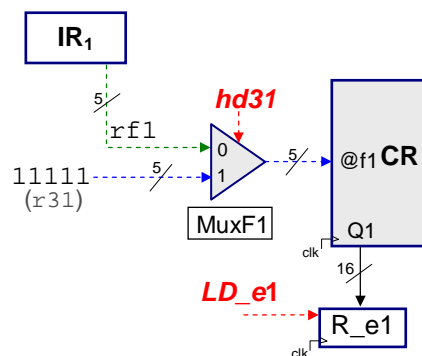 IR₁
5
hd31
rf1
0
11111
5
1
5
@f1 CR
(r31)
MuxF1
Q1
clk
16
LD_e1
R_e1
clk